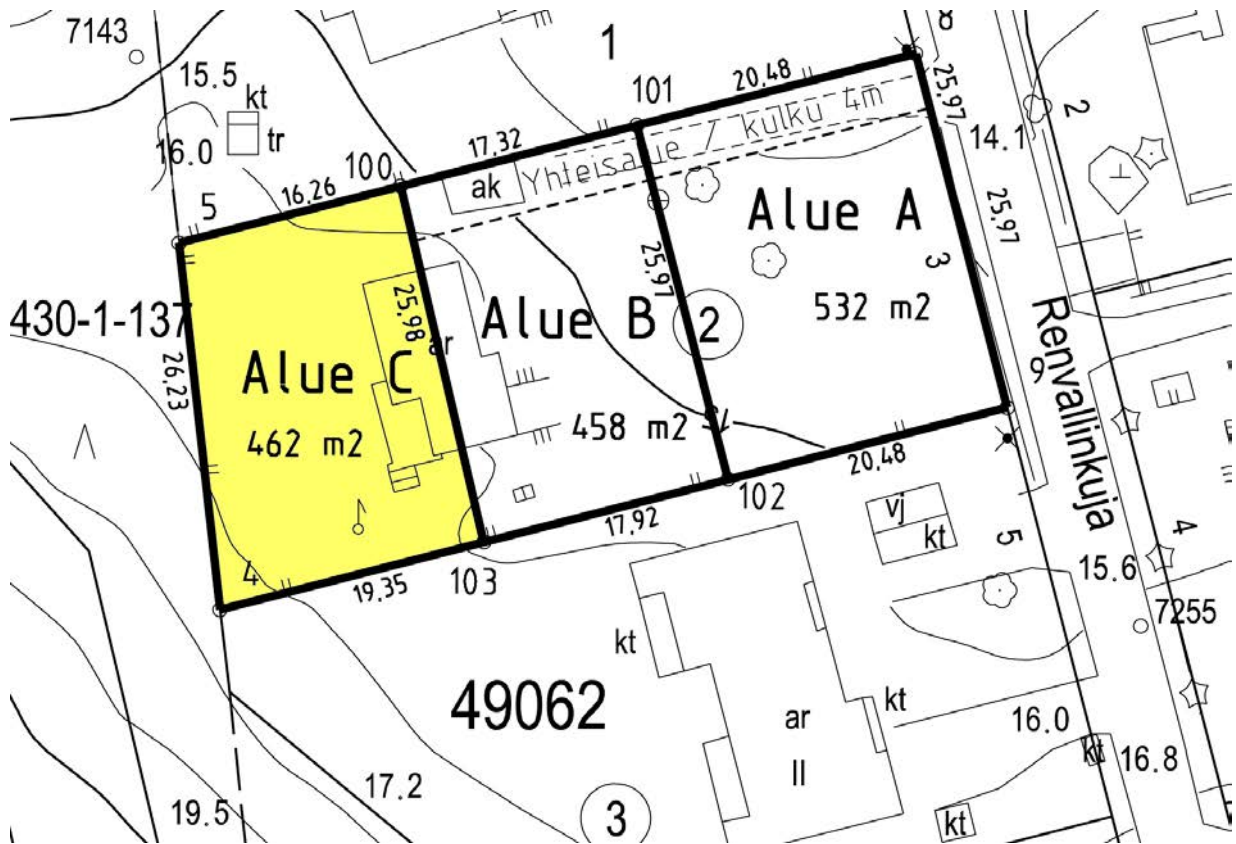 7143
1
8
15.5
kt
tr
16.0
101
20,48
25,97
2
100
17,32
Yhteisalue / kulku 4m
14.1
16,26
ak
5
Alue A
25,97
25,97
3
430-1-137
25,98
Alue B
2
532 m2
Renvallinkuja
26,23
Alue C
9
462 m2
458 m2
20,48
102
vj
kt
17,92
5
4
4
19,35
103
15.6
7255
kt
49062
ar
II
kt
16.0
kt
16.8
17.2
19.5
3
kt